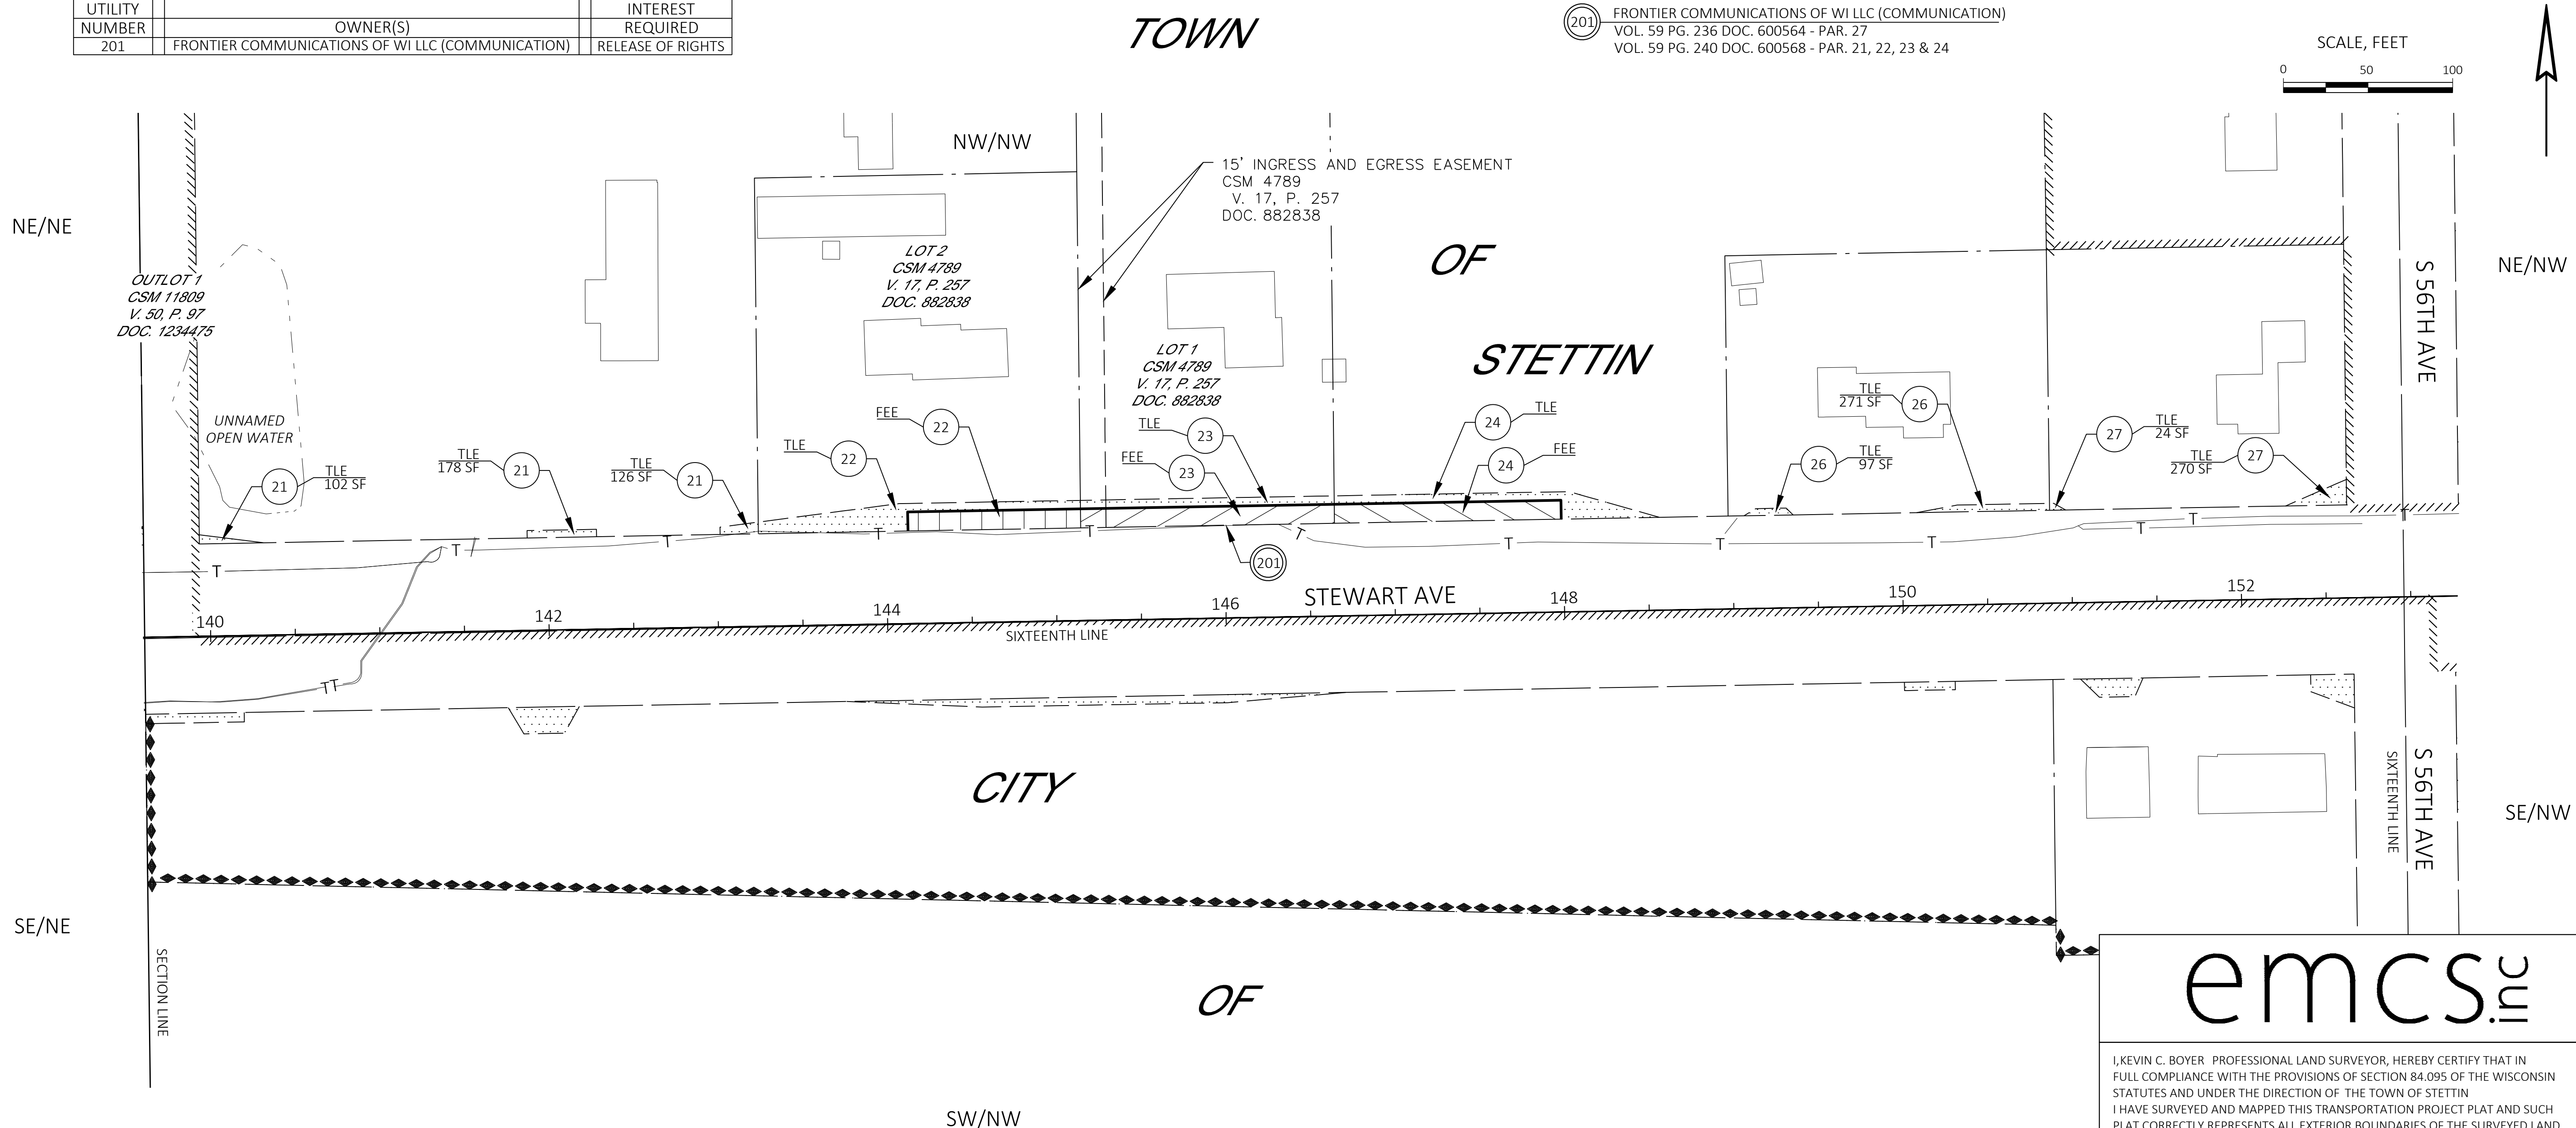 UTILITY NUMBER OWNER(S) INTEREST REQUIRED
201 FRONTIER COMMUNICATIONS OF WI LLC (COMMUNICATION) RELEASE OF RIGHTS
TOWN
201 FRONTIER COMMUNICATIONS OF WI LLC (COMMUNICATION)
VOL. 59 PG. 236 DOC. 600564 - PAR. 27
VOL. 59 PG. 240 DOC. 600568 - PAR. 21, 22, 23 & 24
SCALE, FEET
0 50 100
NW/NW
15' INGRESS AND EGRESS EASEMENT
CSM 4789
V. 17, P. 257
DOC. 882838
NE/NE
OF
NE/NW
S 56TH AVE
LOT 2
CSM 4789
V. 17, P. 257
DOC. 882838
OUTLOT 1
CSM 11809
V. 50, P. 97
DOC. 1234475
STETTIN
LOT 1
CSM 4789
V. 17, P. 257
DOC. 882838
UNNAMED
OPEN WATER
21 TLE
102 SF
TLE
178 SF 21
TLE
126 SF 21
TLE 22
FEE 22
TLE 23
FEE 23
24 TLE
24 FEE
TLE
271 SF 26
26 TLE
97 SF
27 TLE
24 SF
TLE
270 SF 27
T T T T T T T T T T T
201
STEWART AVE
140 142 144 146 148 150 152
SIXTEENTH LINE
TT
CITY
SIXTEENTH LINE
S 56TH AVE
SE/NW
SE/NE
SECTION LINE
OF
SW/NW
emcs.inc
I,KEVIN C. BOYER PROFESSIONAL LAND SURVEYOR, HEREBY CERTIFY THAT IN
FULL COMPLIANCE WITH THE PROVISIONS OF SECTION 84.095 OF THE WISCONSIN
STATUTES AND UNDER THE DIRECTION OF THE TOWN OF STETTIN
I HAVE SURVEYED AND MAPPED THIS TRANSPORTATION PROJECT PLAT AND SUCH
PLAT CORRECTLY REPRESENTS ALL EXTERIOR BOUNDARIES OF THE SURVEYED LAND